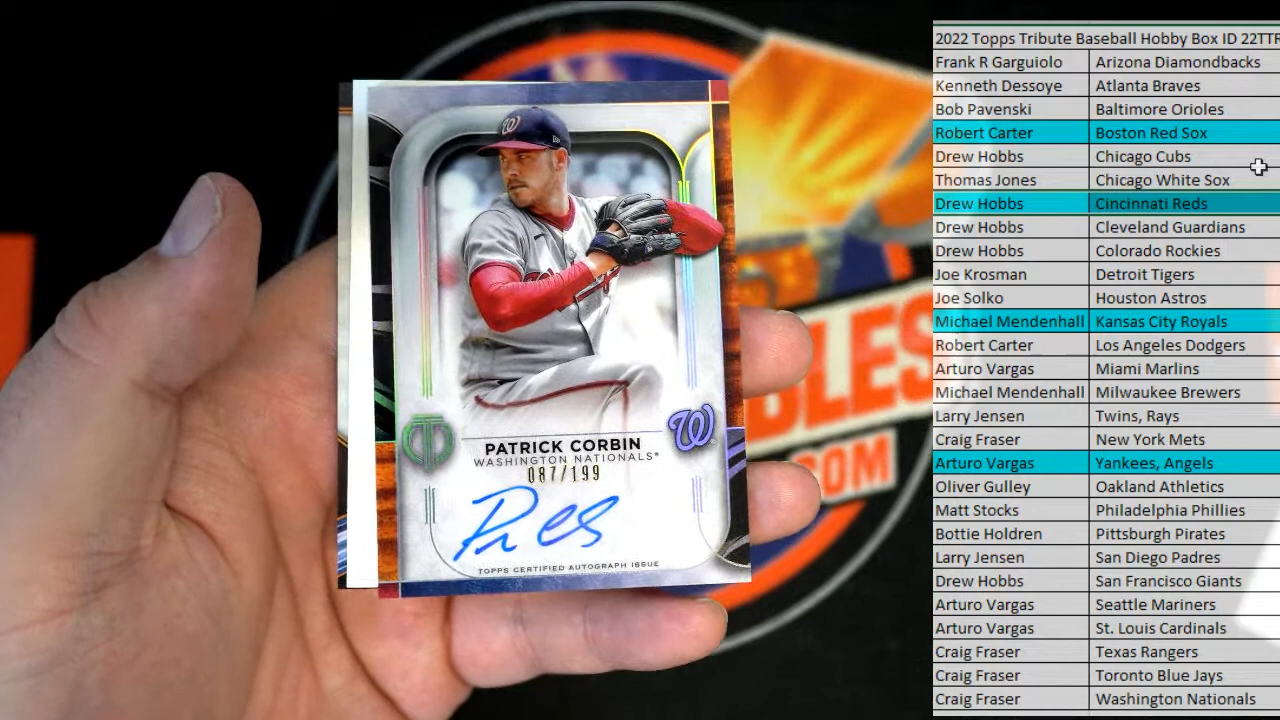 PATRICK CORBIN
WASHINGTON NATIONALS®
087/199
TOPPS CERTIFIED AUTOGRAPH ISSUE
BLES
.COM
2022 Topps Tribute Baseball Hobby Box ID 22TTR
Frank R Garguiolo Arizona Diamondbacks
Kenneth Dessoye Atlanta Braves
Bob Pavenski Baltimore Orioles
Robert Carter Boston Red Sox
Drew Hobbs Chicago Cubs
Thomas Jones Chicago White Sox
Drew Hobbs Cincinnati Reds
Drew Hobbs Cleveland Guardians
Drew Hobbs Colorado Rockies
Joe Krosman Detroit Tigers
Joe Solko Houston Astros
Michael Mendenhall Kansas City Royals
Robert Carter Los Angeles Dodgers
Arturo Vargas Miami Marlins
Michael Mendenhall Milwaukee Brewers
Larry Jensen Twins, Rays
Craig Fraser New York Mets
Arturo Vargas Yankees, Angels
Oliver Gulley Oakland Athletics
Matt Stocks Philadelphia Phillies
Bottie Holdren Pittsburgh Pirates
Larry Jensen San Diego Padres
Drew Hobbs San Francisco Giants
Arturo Vargas Seattle Mariners
Arturo Vargas St. Louis Cardinals
Craig Fraser Texas Rangers
Craig Fraser Toronto Blue Jays
Craig Fraser Washington Nationals